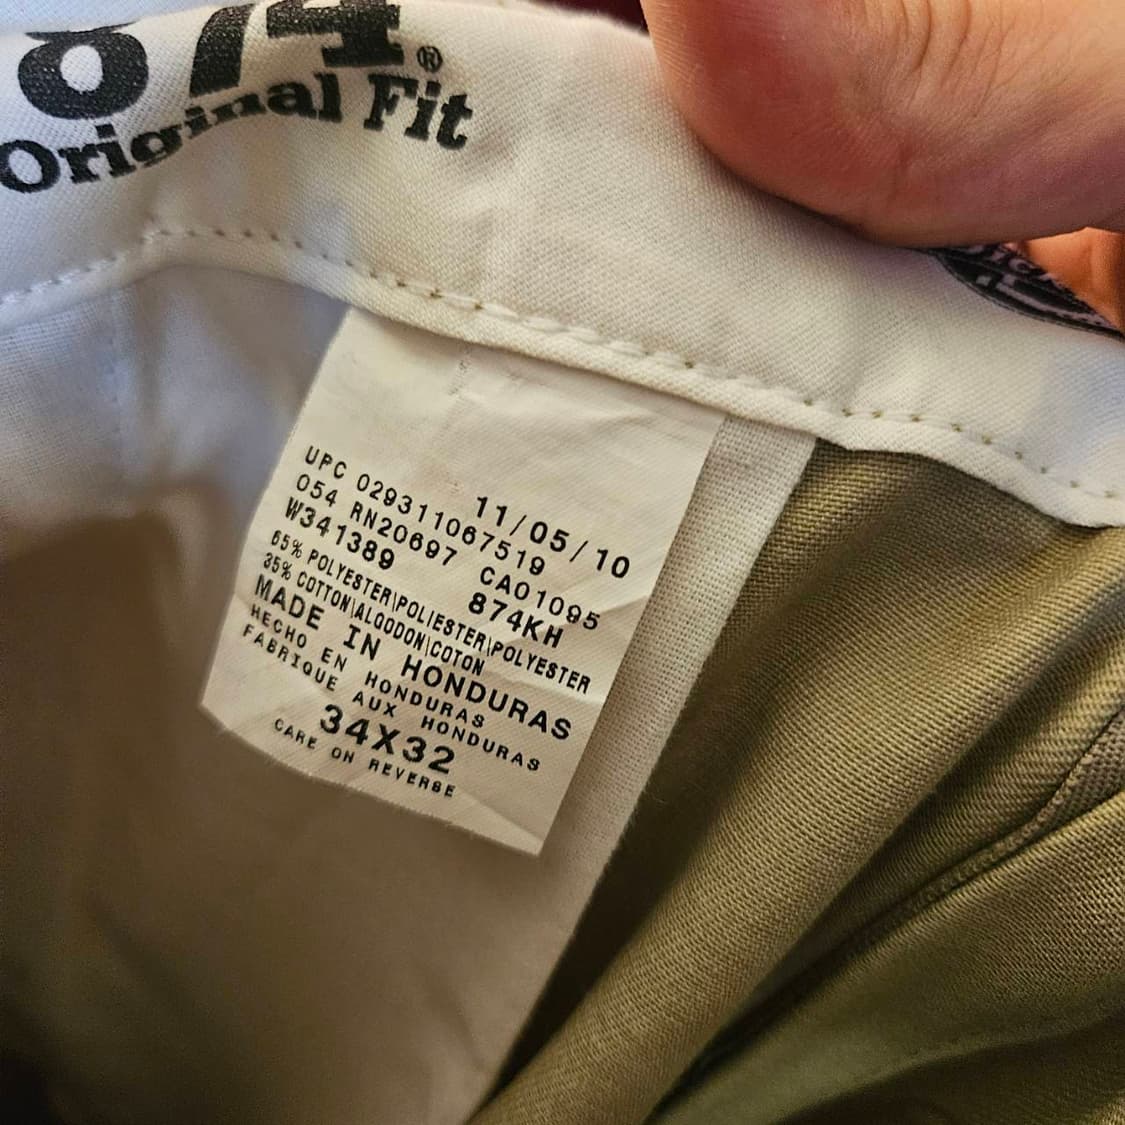 874®
Original Fit
11/05/10
UPC 029311067519
054 RN20697 CA01095
W341389 874KH
65% POLYESTER\POLIESTER\POLYESTER
35% COTTON\ALGODON\COTON
MADE IN HONDURAS
HECHO EN HONDURAS
FABRIQUE AUX HONDURAS
34X32
CARE ON REVERSE